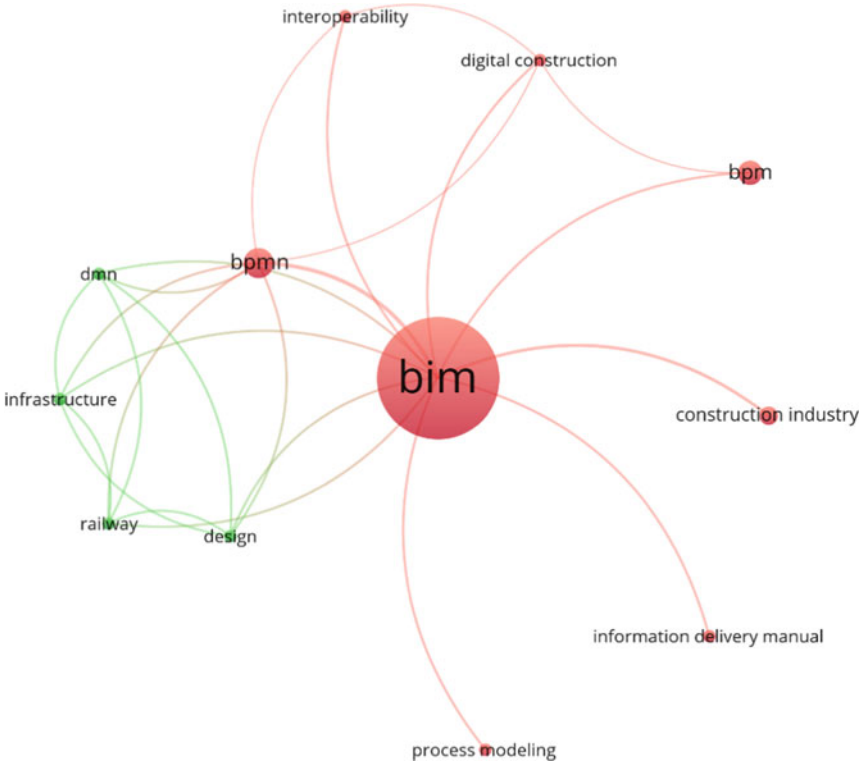 interoperability
digital construction
bpm
bpmn
dmn
bim
infrastructure
construction industry
railway
design
information delivery manual
process modeling